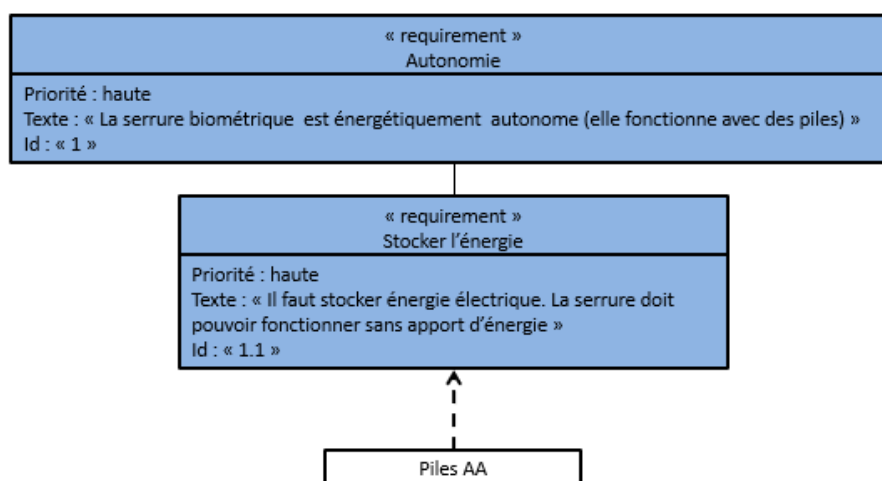 « requirement »
Autonomie
Priorité : haute
Texte : « La serrure biométrique est énergétiquement autonome (elle fonctionne avec des piles) »
Id : « 1 »
« requirement »
Stocker l’énergie
Priorité : haute
Texte : « Il faut stocker énergie électrique. La serrure doit
pouvoir fonctionner sans apport d’énergie »
Id : « 1.1 »
Piles AA